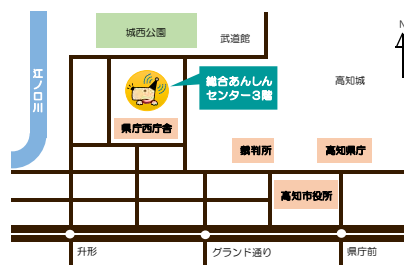 城西公園
武道館
N
江ノ口川
総合あんしん
センター3階
高知城
県庁西庁舎
裁判所
高知県庁
高知市役所
升形
グランド通り
県庁前